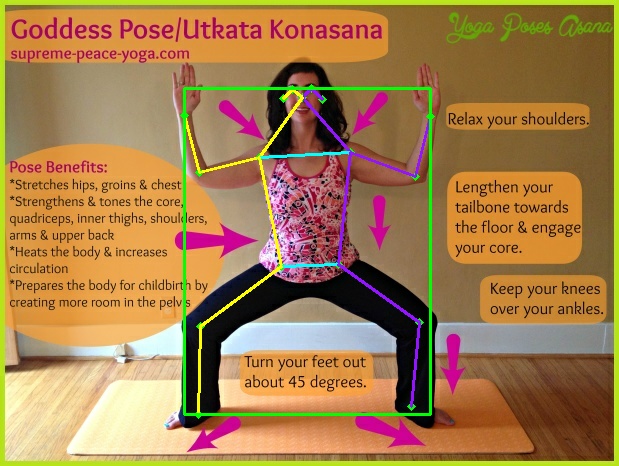 Goddess Pose/Utkata Konasana
supreme-peace-yoga.com
Yoga Poses Asana
Relax your shoulders.
Pose Benefits:
*Stretches hips, groins & chest
*Strengthens & tones the core,
quadriceps, inner thighs, shoulders,
arms & upper back
*Heats the body & increases
circulation
*Prepares the body for childbirth by
creating more room in the pelvis
Lengthen your
tailbone towards
the floor & engage
your core.
Keep your knees
over your ankles.
Turn your feet out
about 45 degrees.